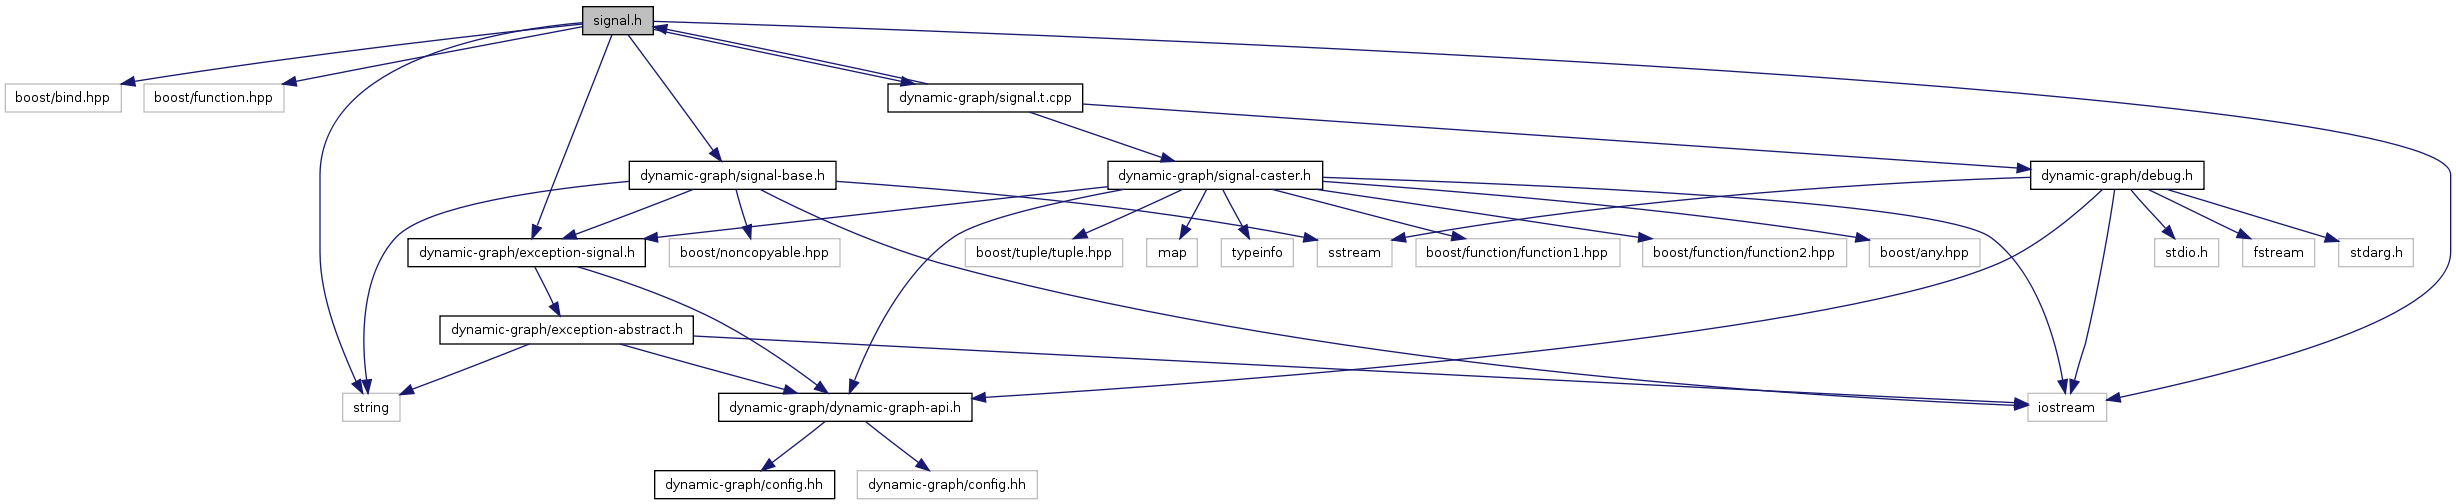 signal.h
boost/bind.hpp
boost/function.hpp
dynamic-graph/signal.t.cpp
dynamic-graph/signal-base.h
dynamic-graph/signal-caster.h
dynamic-graph/debug.h
dynamic-graph/exception-signal.h
boost/noncopyable.hpp
boost/tuple/tuple.hpp
map
typeinfo
sstream
boost/function/function1.hpp
boost/function/function2.hpp
boost/any.hpp
stdio.h
fstream
stdarg.h
dynamic-graph/exception-abstract.h
string
dynamic-graph/dynamic-graph-api.h
iostream
dynamic-graph/config.hh
dynamic-graph/config.hh